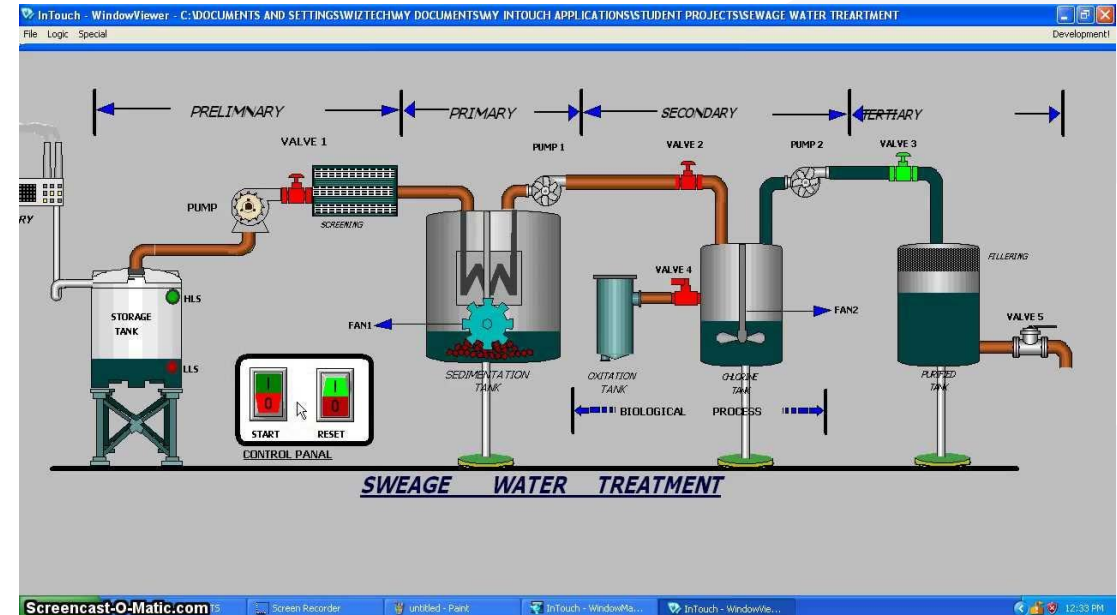 InTouch - WindowViewer - C:\DOCUMENTS AND SETTINGS\WIZTECH\MY DOCUMENTS\MY INTOUCH APPLICATIONS\STUDENT PROJECTS\SEWAGE WATER TREARTMENT
File Logic Special
Development!
PRELIMNARY
PRIMARY
SECONDARY
TERTIARY
VALVE 1
PUMP 1
VALVE 2
PUMP 2
VALVE 3
PUMP
SCREENING
RY
FILLERING
HLS
STORAGE
TANK
VALVE 4
FAN1
FAN2
VALVE 5
LLS
SEDIMENTATION
TANK
OXITATION
TANK
CHLORINE
TANK
PURIFIED
TANK
I
0
I
0
START
RESET
BIOLOGICAL PROCESS
CONTROL PANAL
SWEAGE WATER TREATMENT
Screencast-O-Matic.com
TS
Screen Recorder
untitled - Paint
InTouch - WindowMa...
InTouch - WindowVie...
12:33 PM